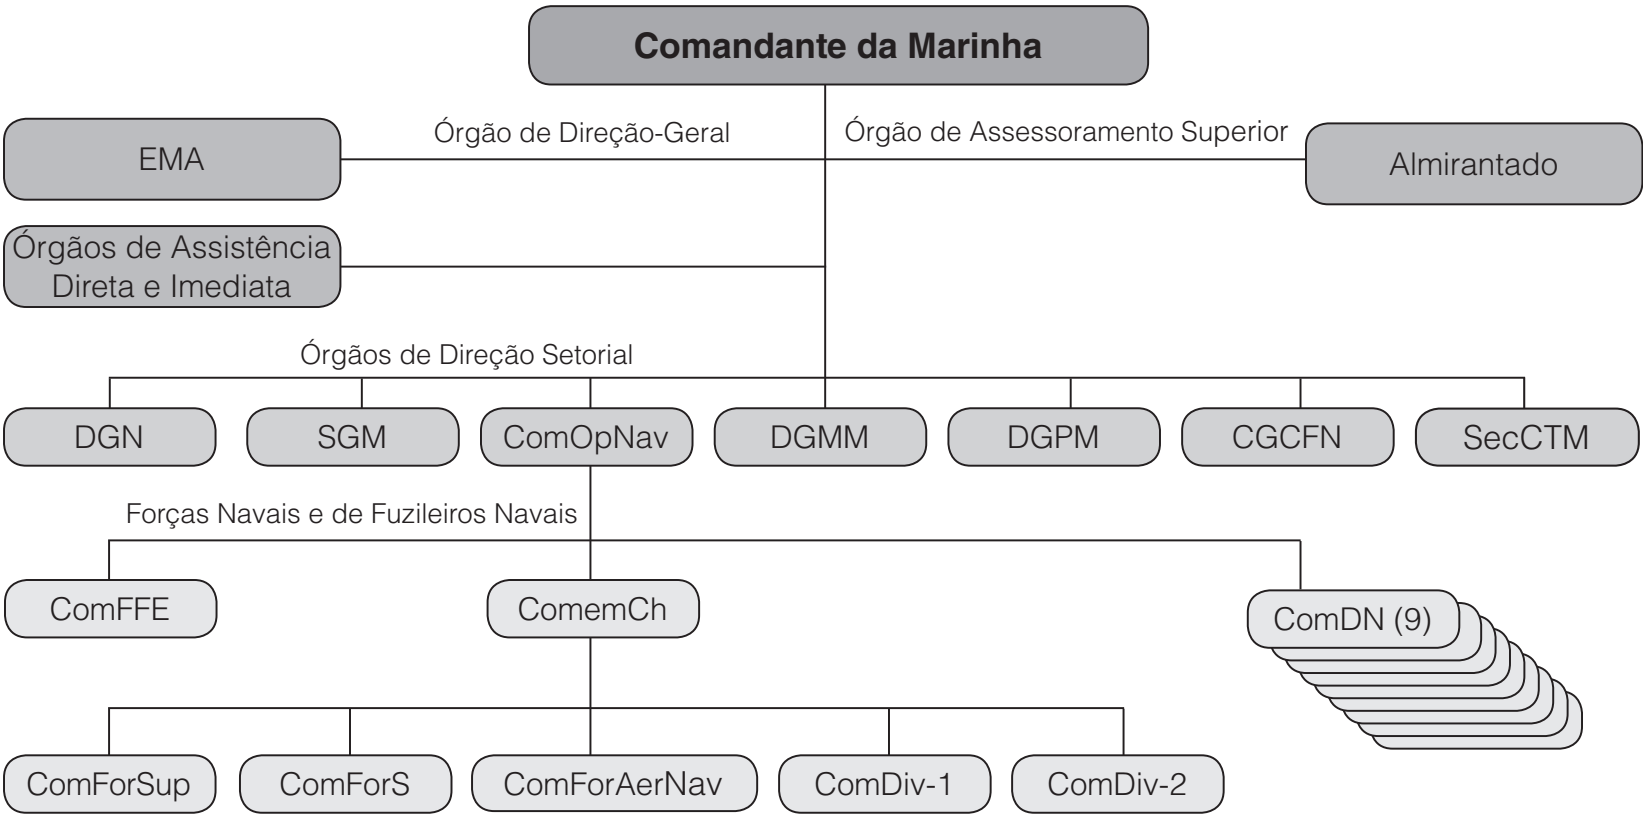 Comandante da Marinha
Órgão de Direção-Geral
Órgão de Assessoramento Superior
EMA
Almirantado
Órgãos de Assistência
Direta e Imediata
Órgãos de Direção Setorial
DGN
SGM
ComOpNav
DGMM
DGPM
CGCFN
SecCTM
Forças Navais e de Fuzileiros Navais
ComFFE
ComemCh
ComDN (9)
ComForSup
ComForS
ComForAerNav
ComDiv-1
ComDiv-2